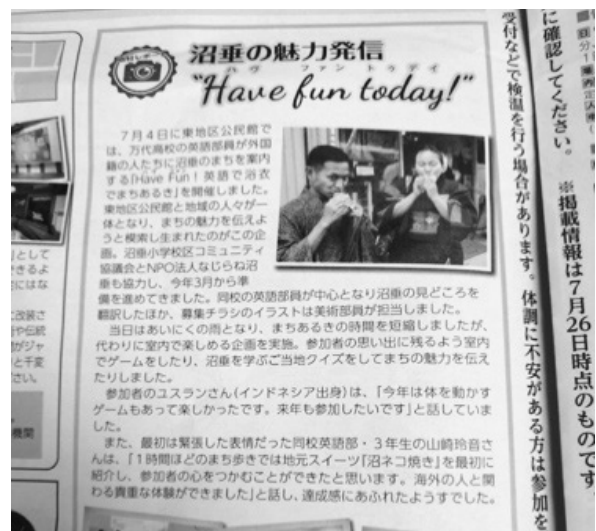 沼垂の魅力発信
ハヴ ファン トゥデイ
"Have fun today!"
7月4日に東地区公民館で
は、万代高校の英語部員が外国
籍の人たちに沼垂のまちを案内
する「Have Fun！英語で浴衣
でまちあるき」を開催しました。
東地区公民館と地域の人々が一
体となり、まちの魅力を伝えよ
うと模索し生まれたのがこの企
画。沼垂小学校区コミュニティ
協議会とNPO法人なじらね沼
垂も協力し、今年3月から準
備を進めてきました。同校の英語部員が中心となり沼垂の見どころを
翻訳したほか、募集チラシのイラストは美術部員が担当しました。
当日はあいにくの雨となり、まちあるきの時間を短縮しましたが、
代わりに室内で楽しめる企画を実施。参加者の思い出に残るよう室内
でゲームをしたり、沼垂を学ぶご当地クイズをしてまちの魅力を伝え
たりしました。
参加者のユスランさん（インドネシア出身）は、「今年は体を動かす
ゲームもあって楽しかったです。来年も参加したいです」と話していま
した。
また、最初は緊張した表情だった同校英語部・3年生の山崎玲音さ
んは、「1時間ほどのまち歩きでは地元スイーツ「沼ネコ焼き」を最初に
紹介し、参加者の心をつかむことができたと思います。海外の人と関
わる貴重な体験ができました」と話し、達成感にあふれたようすでした。
に確認してください。
※掲載情報は7月26日時点のものです。
受付などで検温を行う場合があります。体調に不安がある方は参加を
」として
できるよ
にはな
改装さ
や伝統
がジャ
と千変
さい。
機関